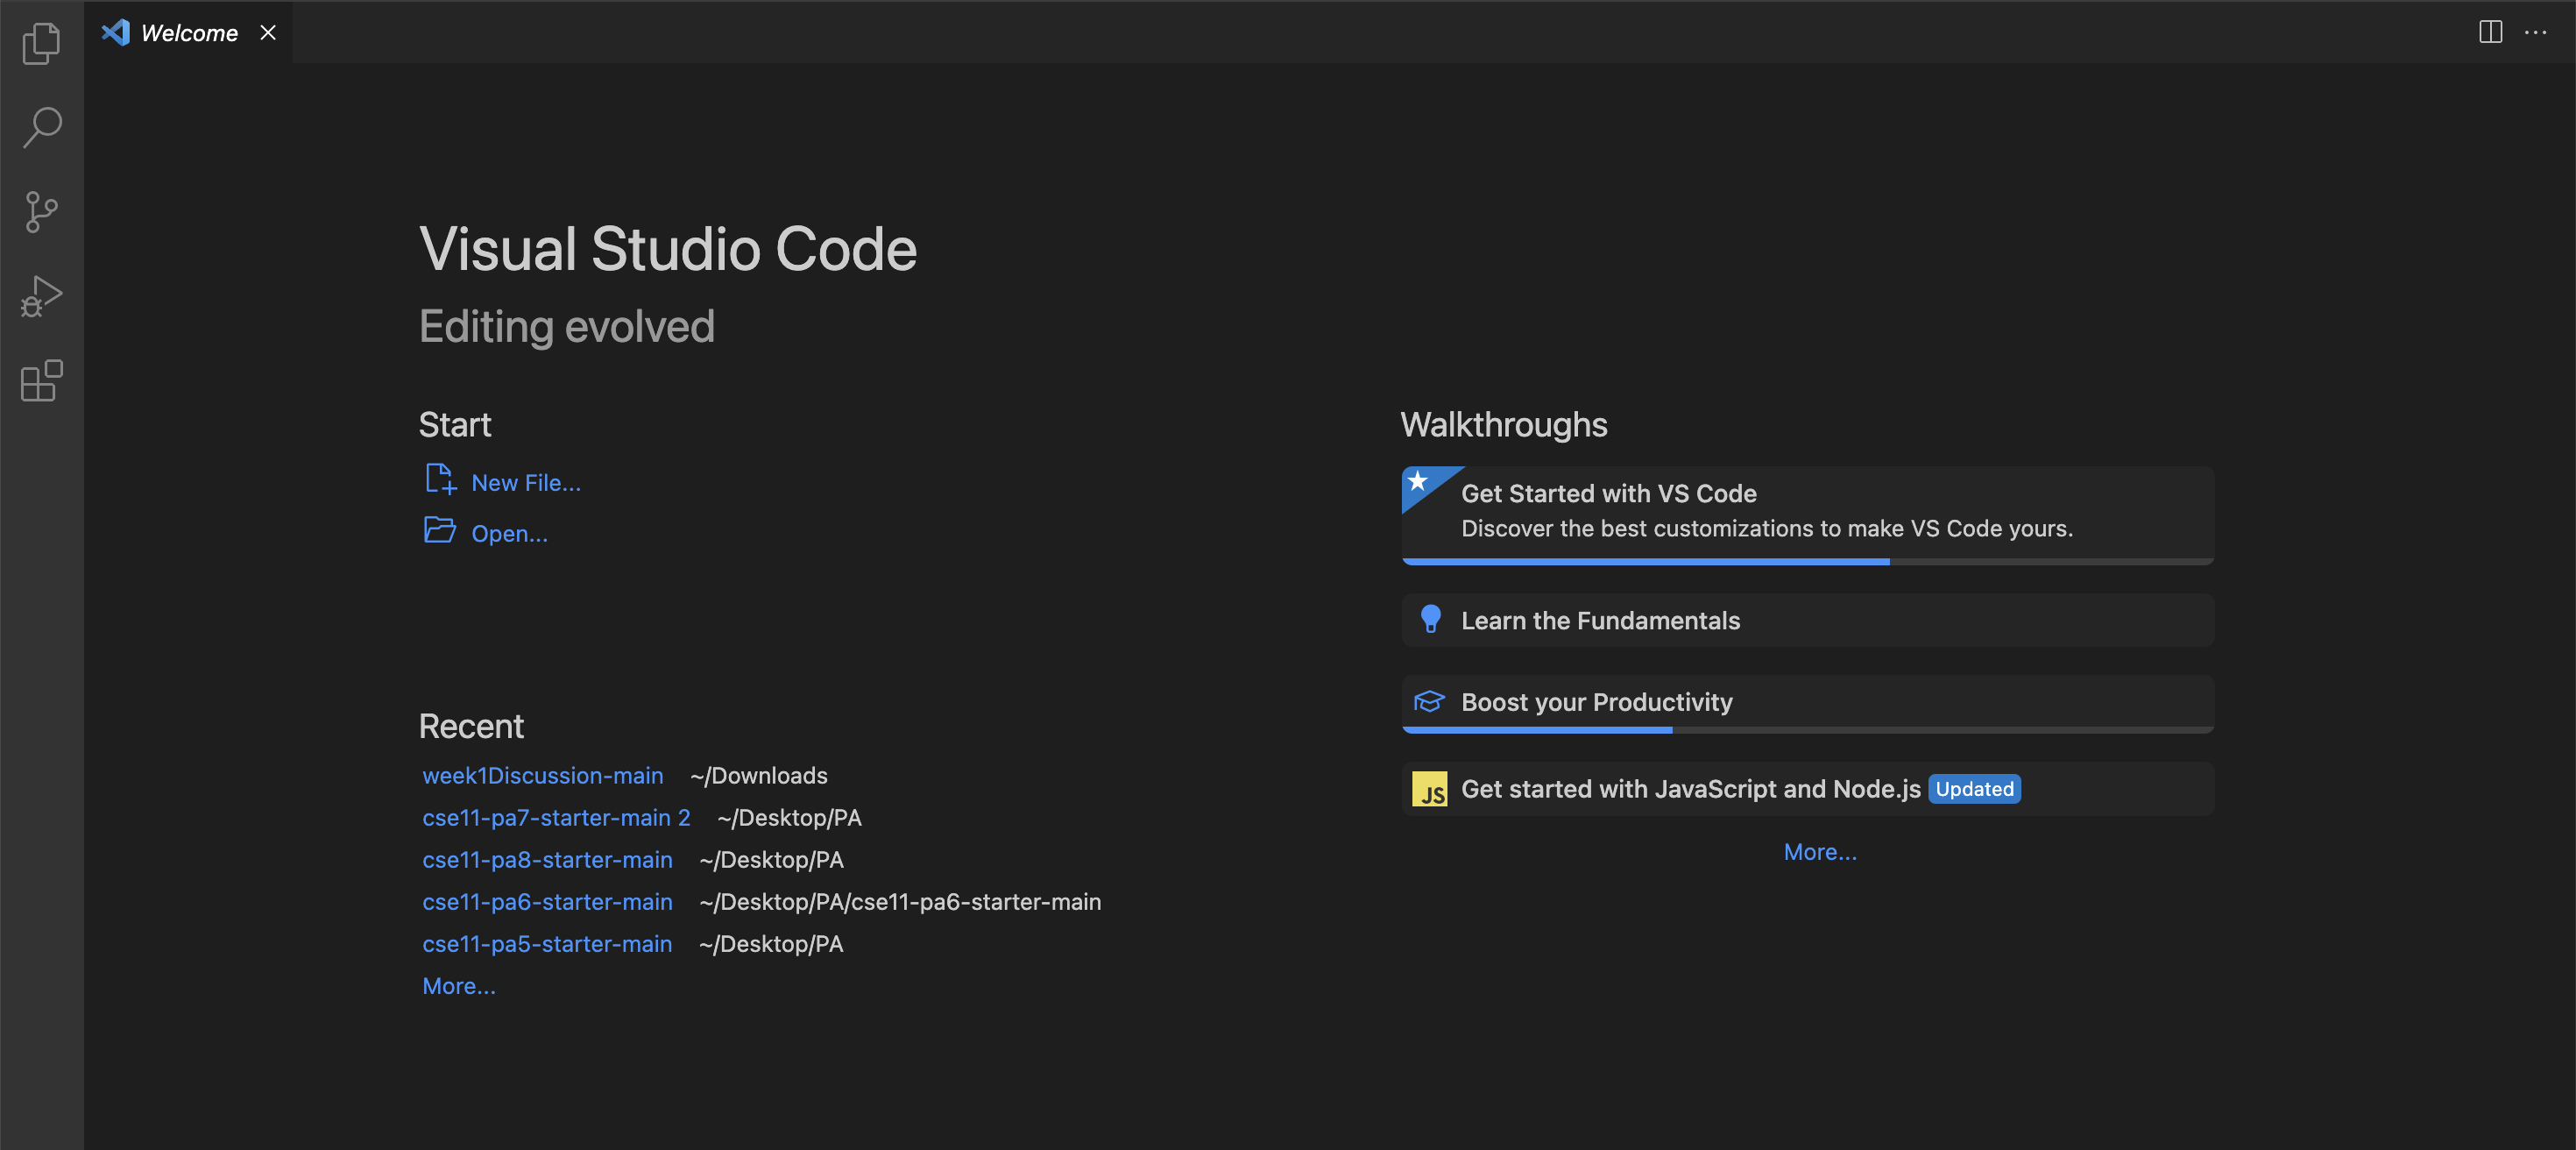 Welcome
Visual Studio Code
Editing evolved
Start
New File...
Open...
Recent
week1Discussion-main ~/Downloads
cse11-pa7-starter-main 2 ~/Desktop/PA
cse11-pa8-starter-main ~/Desktop/PA
cse11-pa6-starter-main ~/Desktop/PA/cse11-pa6-starter-main
cse11-pa5-starter-main ~/Desktop/PA
More...
Walkthroughs
Get Started with VS Code
Discover the best customizations to make VS Code yours.
Learn the Fundamentals
Boost your Productivity
JS Get started with JavaScript and Node.js Updated
More...